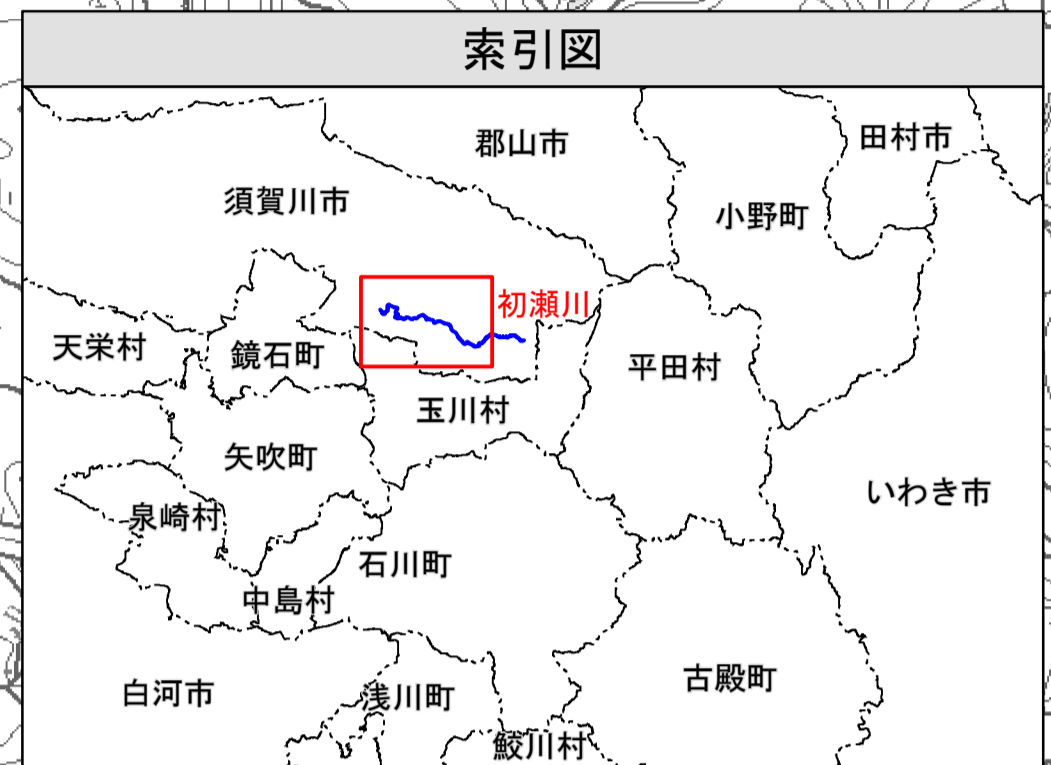 索引図
郡山市
田村市
須賀川市
小野町
初瀬川
天栄村
鏡石町
平田村
玉川村
矢吹町
いわき市
泉崎村
石川町
中島村
古殿町
白河市
浅川町
鮫川村